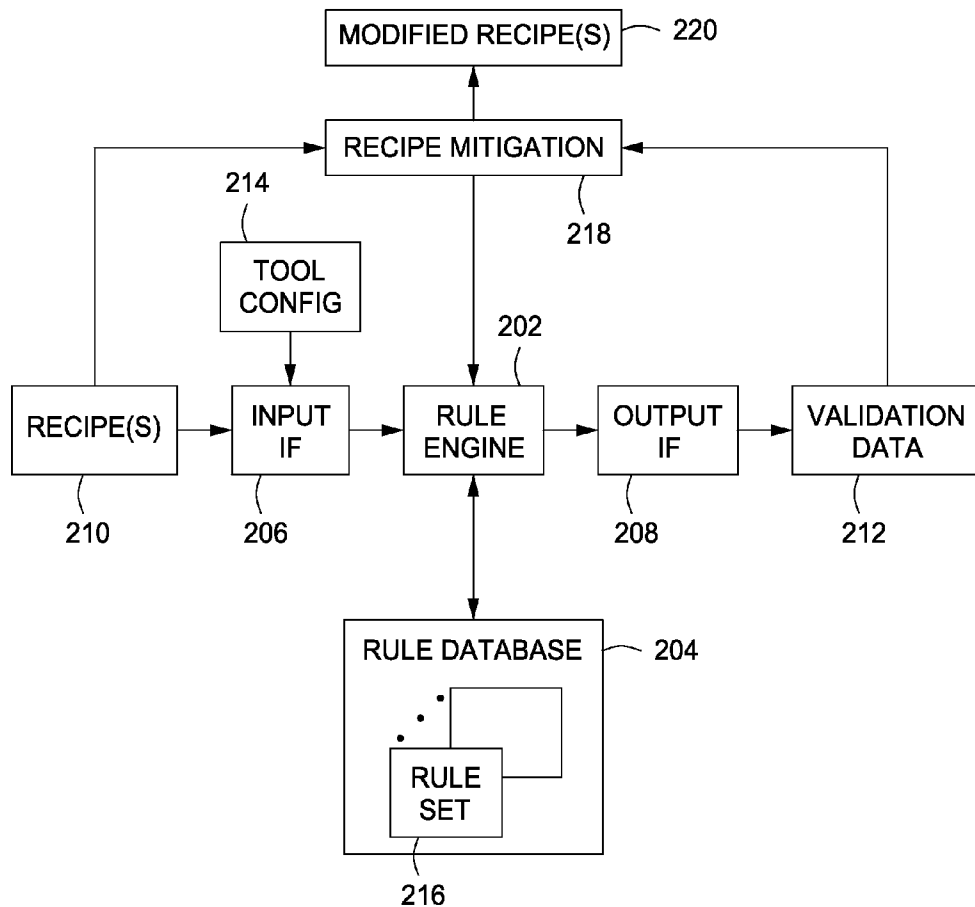 MODIFIED RECIPE(S)
220
RECIPE MITIGATION
218
214
TOOL
CONFIG
202
RECIPE(S)
210
INPUT
IF
206
RULE
ENGINE
OUTPUT
IF
208
VALIDATION
DATA
212
RULE DATABASE
204
RULE
SET
216